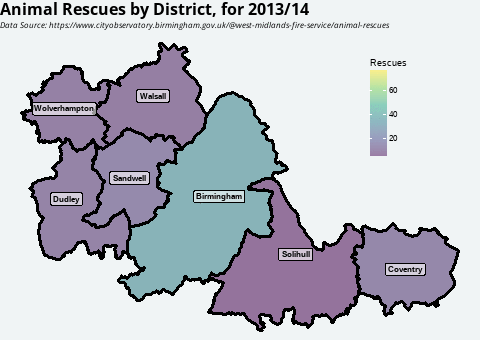 Animal Rescues by District, for 2013/14
Data Source: https://www.cityobservatory.birmingham.gov.uk/@west-midlands-fire-service/animal-rescues
Rescues
60
40
20
Walsall
Wolverhampton
Sandwell
Dudley
Birmingham
Solihull
Coventry